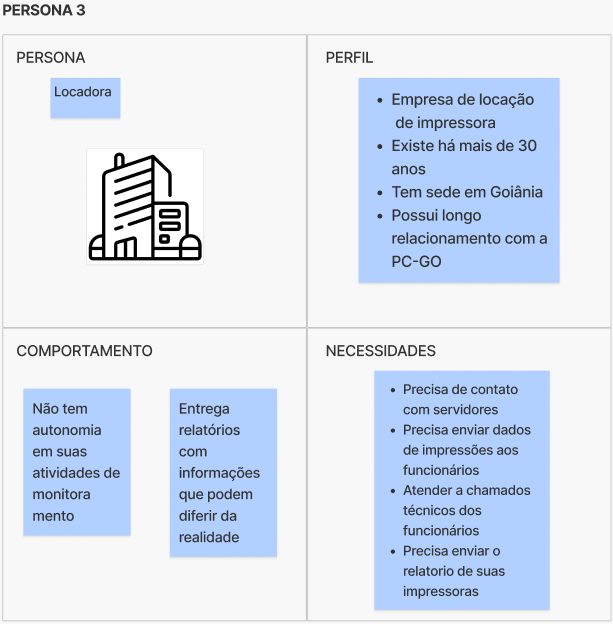 PERSONA 3
PERSONA
Locadora
PERFIL
• Empresa de locação
de impressora
• Existe há mais de 30
anos
• Tem sede em Goiânia
• Possui longo
relacionamento com a
PC-GO
COMPORTAMENTO
Não tem
autonomia
em suas
atividades de
monitora
mento
Entrega
relatórios
com
informações
que podem
diferir da
realidade
NECESSIDADES
• Precisa de contato
com servidores
• Precisa enviar dados
de impressões aos
funcionários
• Atender a chamados
técnicos dos
funcionários
• Precisa enviar o
relatorio de suas
impressoras